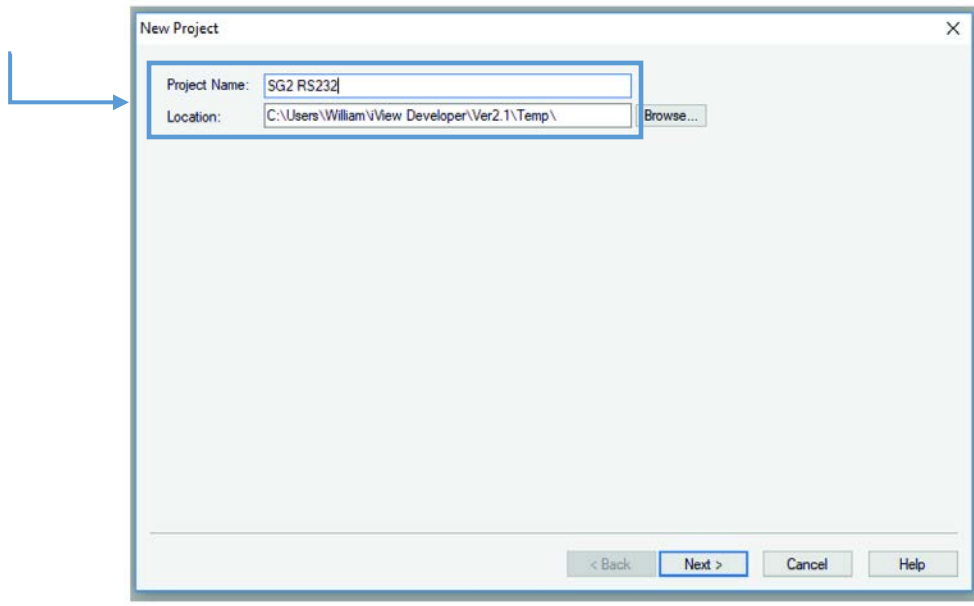 New Project
Project Name: SG2 RS232
Location: C:\Users\William\iView Developer\Ver2.1\Temp\ Browse...
< Back Next > Cancel Help